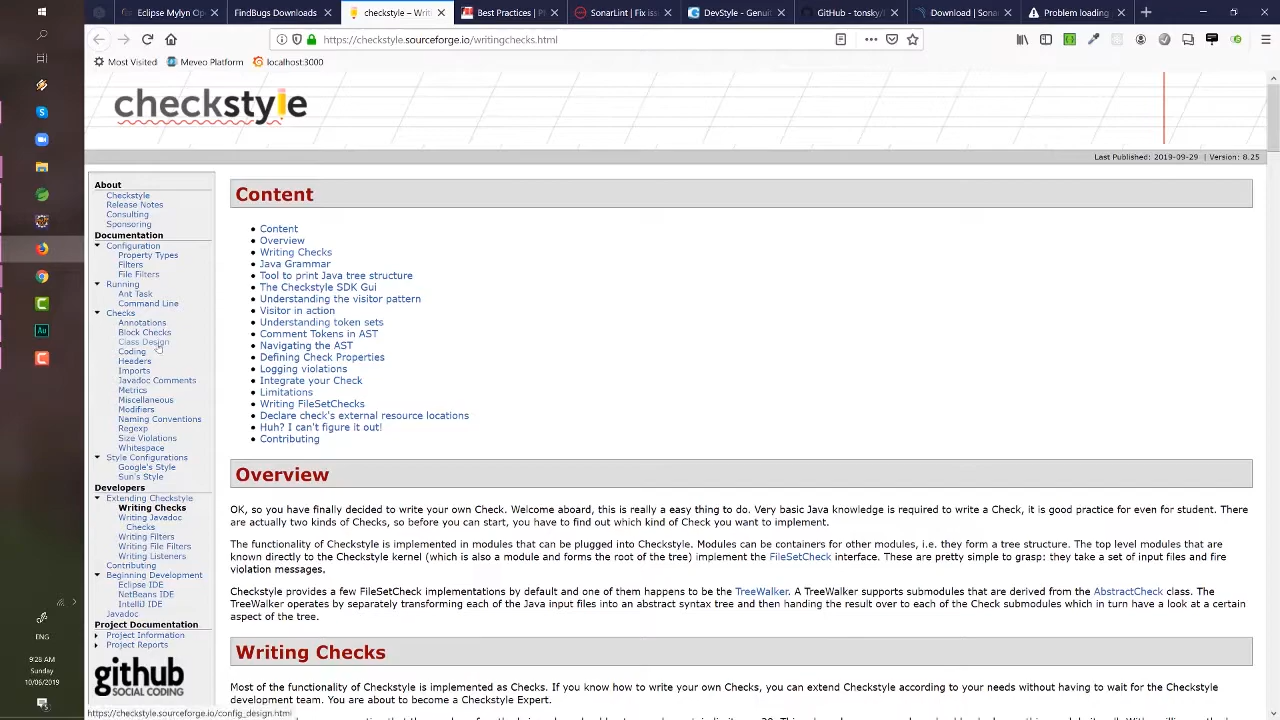 Eclipse Mylyn Op
FindBugs Downloads
checkstyle – Writi
Best Practices | P
SonarLint | Fix iss
DevStyle - Genuit
Download | Sona
Problem loading
https://checkstyle.sourceforge.io/writingchecks.html
Most Visited
Meveo Platform
localhost:3000
checkstyle
Last Published: 2019-09-29 | Version: 8.25
About
Checkstyle
Release Notes
Consulting
Sponsoring
Documentation
Configuration
Property Types
Filters
File Filters
Running
Ant Task
Command Line
Checks
Annotations
Block Checks
Class Design
Coding
Headers
Imports
Javadoc Comments
Metrics
Miscellaneous
Modifiers
Naming Conventions
Regexp
Size Violations
Whitespace
Style Configurations
Google's Style
Sun's Style
Developers
Extending Checkstyle
Writing Checks
Writing Javadoc
Checks
Writing Filters
Writing File Filters
Writing Listeners
Contributing
Beginning Development
Eclipse IDE
NetBeans IDE
IntelliJ IDE
Javadoc
Project Documentation
Project Information
Project Reports
github
SOCIAL CODING
Content
Content
Overview
Writing Checks
Java Grammar
Tool to print Java tree structure
The Checkstyle SDK Gui
Understanding the visitor pattern
Visitor in action
Understanding token sets
Comment Tokens in AST
Navigating the AST
Defining Check Properties
Logging violations
Integrate your Check
Limitations
Writing FileSetChecks
Declare check's external resource locations
Huh? I can't figure it out!
Contributing
Overview
OK, so you have finally decided to write your own Check. Welcome aboard, this is really a easy thing to do. Very basic Java knowledge is required to write a Check, it is good practice for even for student. There
are actually two kinds of Checks, so before you can start, you have to find out which kind of Check you want to implement.
The functionality of Checkstyle is implemented in modules that can be plugged into Checkstyle. Modules can be containers for other modules, i.e. they form a tree structure. The top level modules that are
known directly to the Checkstyle kernel (which is also a module and forms the root of the tree) implement the FileSetCheck interface. These are pretty simple to grasp: they take a set of input files and fire
violation messages.
Checkstyle provides a few FileSetCheck implementations by default and one of them happens to be the TreeWalker. A TreeWalker supports submodules that are derived from the AbstractCheck class. The
TreeWalker operates by separately transforming each of the Java input files into an abstract syntax tree and then handing the result over to each of the Check submodules which in turn have a look at a certain
aspect of the tree.
Writing Checks
Most of the functionality of Checkstyle is implemented as Checks. If you know how to write your own Checks, you can extend Checkstyle according to your needs without having to wait for the Checkstyle
development team. You are about to become a Checkstyle Expert.
https://checkstyle.sourceforge.io/config_design.html
Au
ENG
9:28 AM
Sunday
10/06/2019